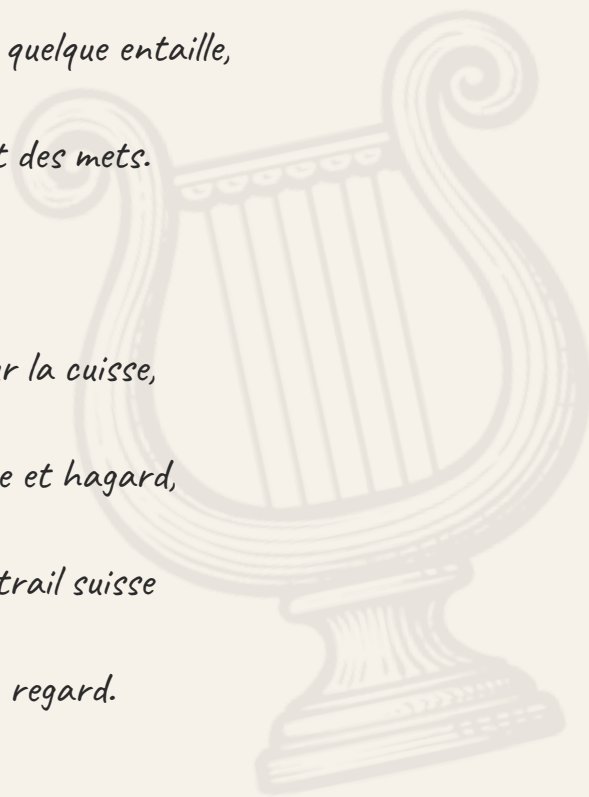 quelque entaille,
t des mets.
r la cuisse,
e et hagard,
trail suisse
regard.